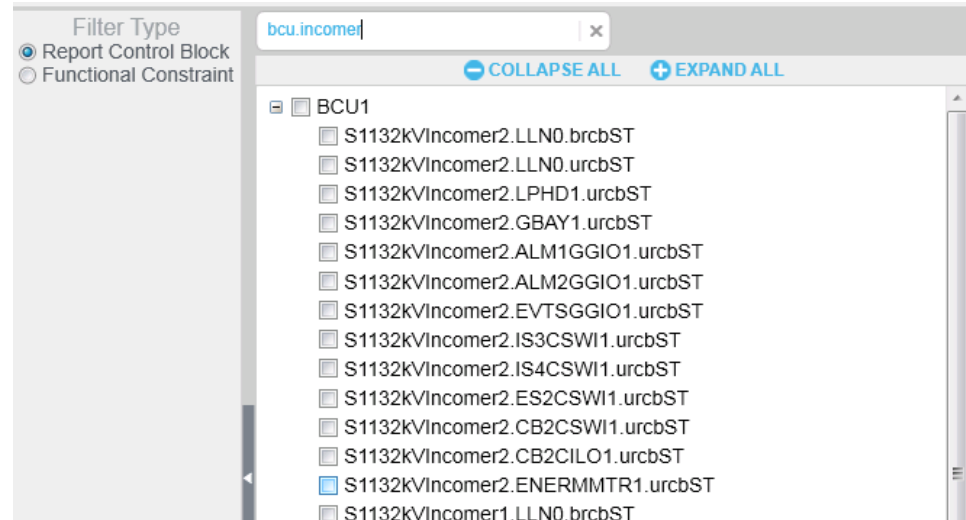 Filter Type
Report Control Block
Functional Constraint
bcu.incomer
COLLAPSE ALL EXPAND ALL
BCU1
S1132kVIncomer2.LLN0.brcbST
S1132kVIncomer2.LLN0.urcbST
S1132kVIncomer2.LPHD1.urcbST
S1132kVIncomer2.GBAY1.urcbST
S1132kVIncomer2.ALM1GGIO1.urcbST
S1132kVIncomer2.ALM2GGIO1.urcbST
S1132kVIncomer2.EVTSGGIO1.urcbST
S1132kVIncomer2.IS3CSWI1.urcbST
S1132kVIncomer2.IS4CSWI1.urcbST
S1132kVIncomer2.ES2CSWI1.urcbST
S1132kVIncomer2.CB2CSWI1.urcbST
S1132kVIncomer2.CB2CILO1.urcbST
S1132kVIncomer2.ENERMMTR1.urcbST
S1132kVIncomer1.LLN0.brcbST